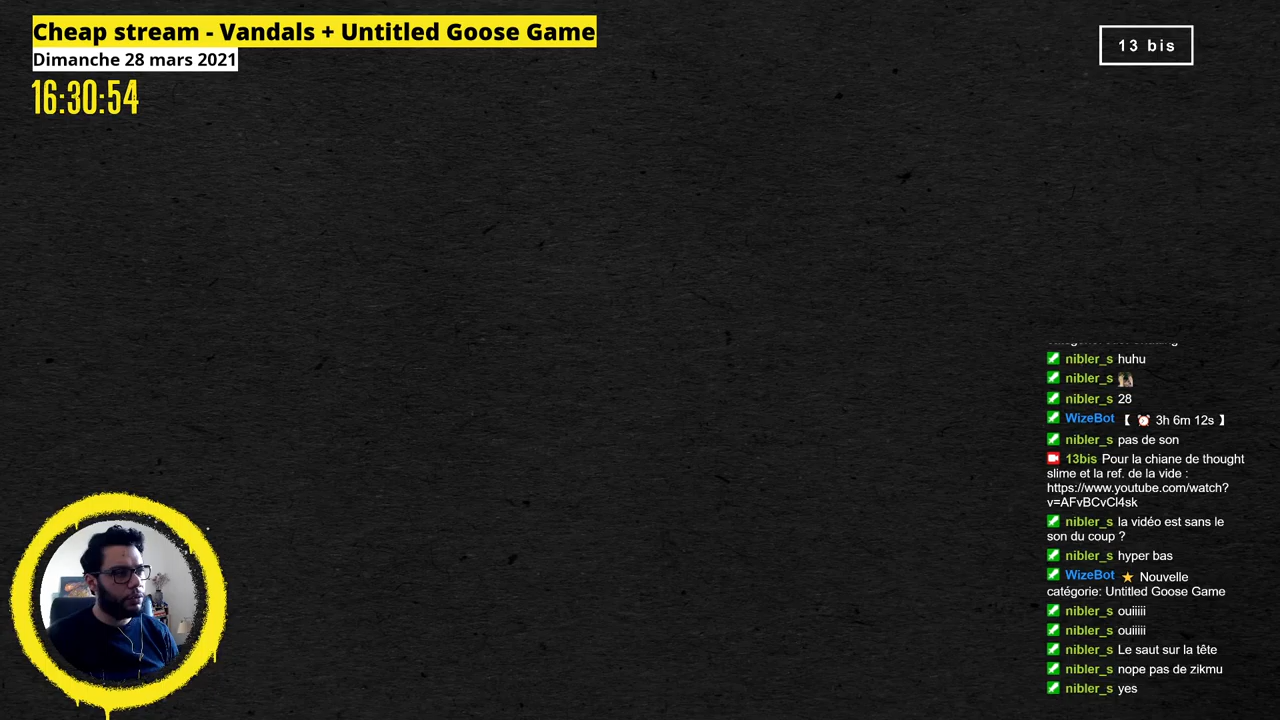 Cheap stream - Vandals + Untitled Goose Game
Dimanche 28 mars 2021
16:30:54
13 bis
nibler_s huhu
nibler_s
nibler_s 28
WizeBot 【 ⏰ 3h 6m 12s 】
nibler_s pas de son
13bis Pour la chiane de thought
slime et la ref. de la vide :
https://www.youtube.com/watch?
v=AFvBCvCl4sk
nibler_s la vidéo est sans le
son du coup ?
nibler_s hyper bas
WizeBot ⭐ Nouvelle
catégorie: Untitled Goose Game
nibler_s ouiiiii
nibler_s ouiiiii
nibler_s Le saut sur la tête
nibler_s nope pas de zikmu
nibler_s yes